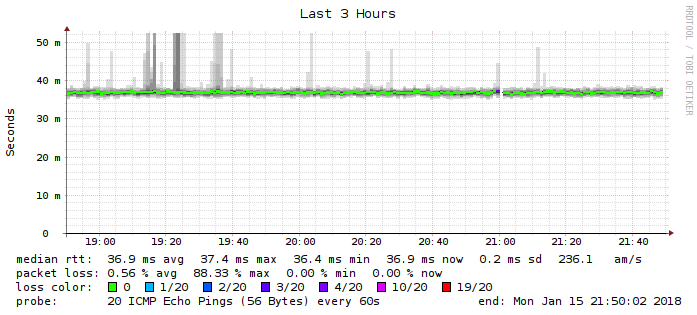 Last 3 Hours
RRDTOOL / TOBI OETIKER
Seconds
50 m
40 m
30 m
20 m
10 m
0
19:00 19:20 19:40 20:00 20:20 20:40 21:00 21:20 21:40
median rtt: 36.9 ms avg 37.4 ms max 36.4 ms min 36.9 ms now 0.2 ms sd 236.1 am/s
packet loss: 0.56 % avg 88.33 % max 0.00 % min 0.00 % now
loss color: 0 1/20 2/20 3/20 4/20 10/20 19/20
probe: 20 ICMP Echo Pings (56 Bytes) every 60s end: Mon Jan 15 21:50:02 2018